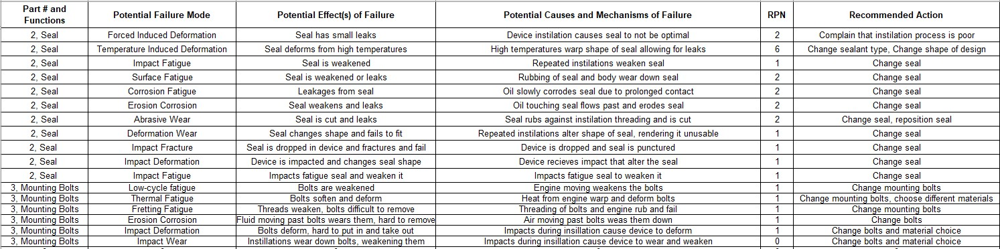 Part # and Functions | Potential Failure Mode | Potential Effect(s) of Failure | Potential Causes and Mechanisms of Failure | RPN | Recommended Action
2, Seal | Forced Induced Deformation | Seal has small leaks | Device instilation causes seal to not be optimal | 2 | Complain that instilation process is poor
2, Seal | Temperature Induced Deformation | Seal deforms from high temperatures | High temperatures warp shape of seal allowing for leaks | 6 | Change sealant type, Change shape of design
2, Seal | Impact Fatigue | Seal is weakened | Repeated instilations weaken seal | 1 | Change seal
2, Seal | Surface Fatigue | Seal is weakened or leaks | Rubbing of seal and body wear down seal | 2 | Change seal
2, Seal | Corrosion Fatigue | Leakages from seal | Oil slowly corrodes seal due to prolonged contact | 2 | Change seal
2, Seal | Erosion Corrosion | Seal weakens and leaks | Oil touching seal flows past and erodes seal | 2 | Change seal
2, Seal | Abrasive Wear | Seal is cut and leaks | Seal rubs against instilation threading and is cut | 2 | Change seal, reposition seal
2, Seal | Deformation Wear | Seal changes shape and fails to fit | Repeated instilations alter shape of seal, rendering it unusable | 1 | Change seal
2, Seal | Impact Fracture | Seal is dropped in device and fractures and fail | Device is dropped and seal is punctured | 1 | Change seal
2, Seal | Impact Deformation | Device is impacted and changes seal shape | Device recieves impact that alter the seal | 1 | Change seal
2, Seal | Impact Fatigue | Impacts fatigue seal and weaken it | Impacts fatigue seal to weaken it | 1 | Change seal
3, Mounting Bolts | Low-cycle fatigue | Bolts are weakened | Engine moving weakens the bolts | 1 | Change mounting bolts
3, Mounting Bolts | Thermal Fatigue | Bolts soften and deform | Heat from engine warp and deform bolts | 1 | Change mounting bolts, choose different materials
3, Mounting Bolts | Fretting Fatigue | Threads weaken, bolts difficult to remove | Threading of bolts and engine rub and fail | 1 | Change mounting bolts
3, Mounting Bolts | Erosion Corrosion | Fluid moving past bolts wears them, hard to remove | Air moving past bolts weas them down | 1 | Change bolts
3, Mounting Bolts | Impact Deformation | Bolts deform, hard to put in and take out | Impacts during insillation cause device to deform | 1 | Change bolts and material choice
3, Mounting Bolts | Impact Wear | Instillations wear down bolts, weakening them | Impacts during insillation cause device to wear and weaken | 0 | Change bolts and material choice